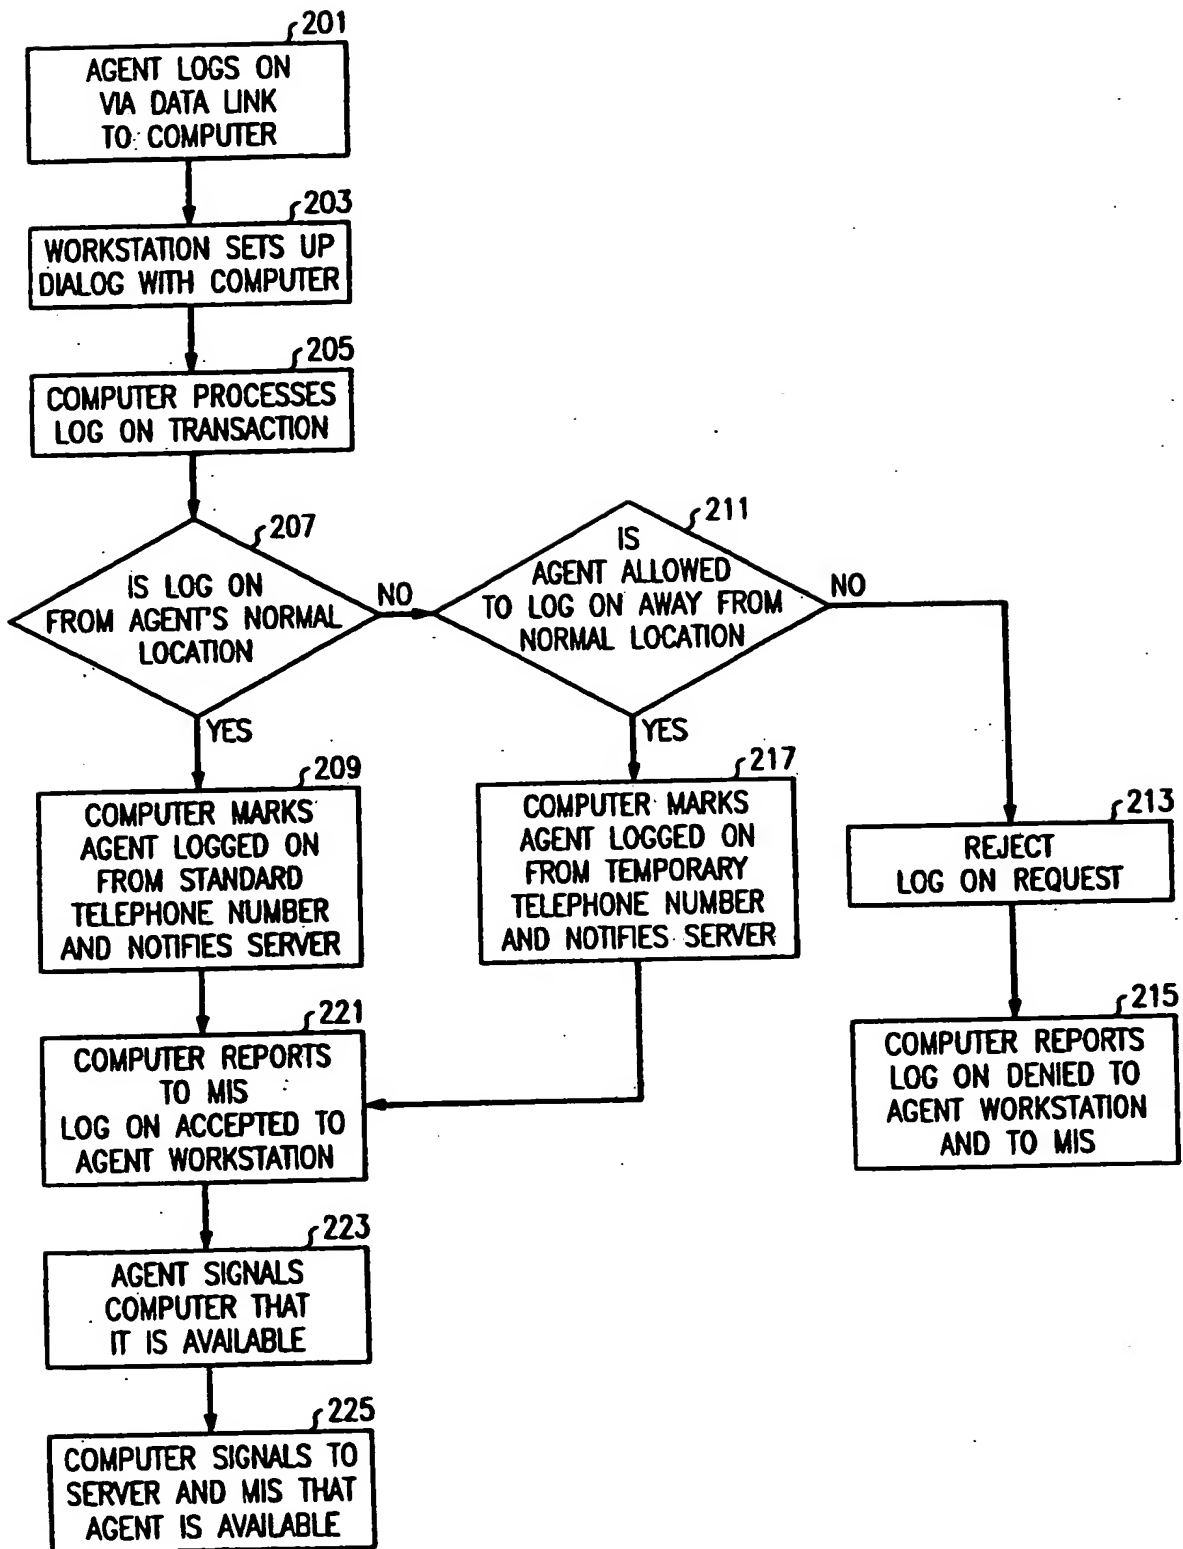 201
AGENT LOGS ON
VIA DATA LINK
TO COMPUTER
203
WORKSTATION SETS UP
DIALOG WITH COMPUTER
205
COMPUTER PROCESSES
LOG ON TRANSACTION
207
IS LOG ON
FROM AGENT'S NORMAL
LOCATION
NO
YES
211
IS
AGENT ALLOWED
TO LOG ON AWAY FROM
NORMAL LOCATION
NO
YES
209
COMPUTER MARKS
AGENT LOGGED ON
FROM STANDARD
TELEPHONE NUMBER
AND NOTIFIES SERVER
217
COMPUTER MARKS
AGENT LOGGED ON
FROM TEMPORARY
TELEPHONE NUMBER
AND NOTIFIES SERVER
213
REJECT
LOG ON REQUEST
221
COMPUTER REPORTS
TO MIS
LOG ON ACCEPTED TO
AGENT WORKSTATION
215
COMPUTER REPORTS
LOG ON DENIED TO
AGENT WORKSTATION
AND TO MIS
223
AGENT SIGNALS
COMPUTER THAT
IT IS AVAILABLE
225
COMPUTER SIGNALS TO
SERVER AND MIS THAT
AGENT IS AVAILABLE